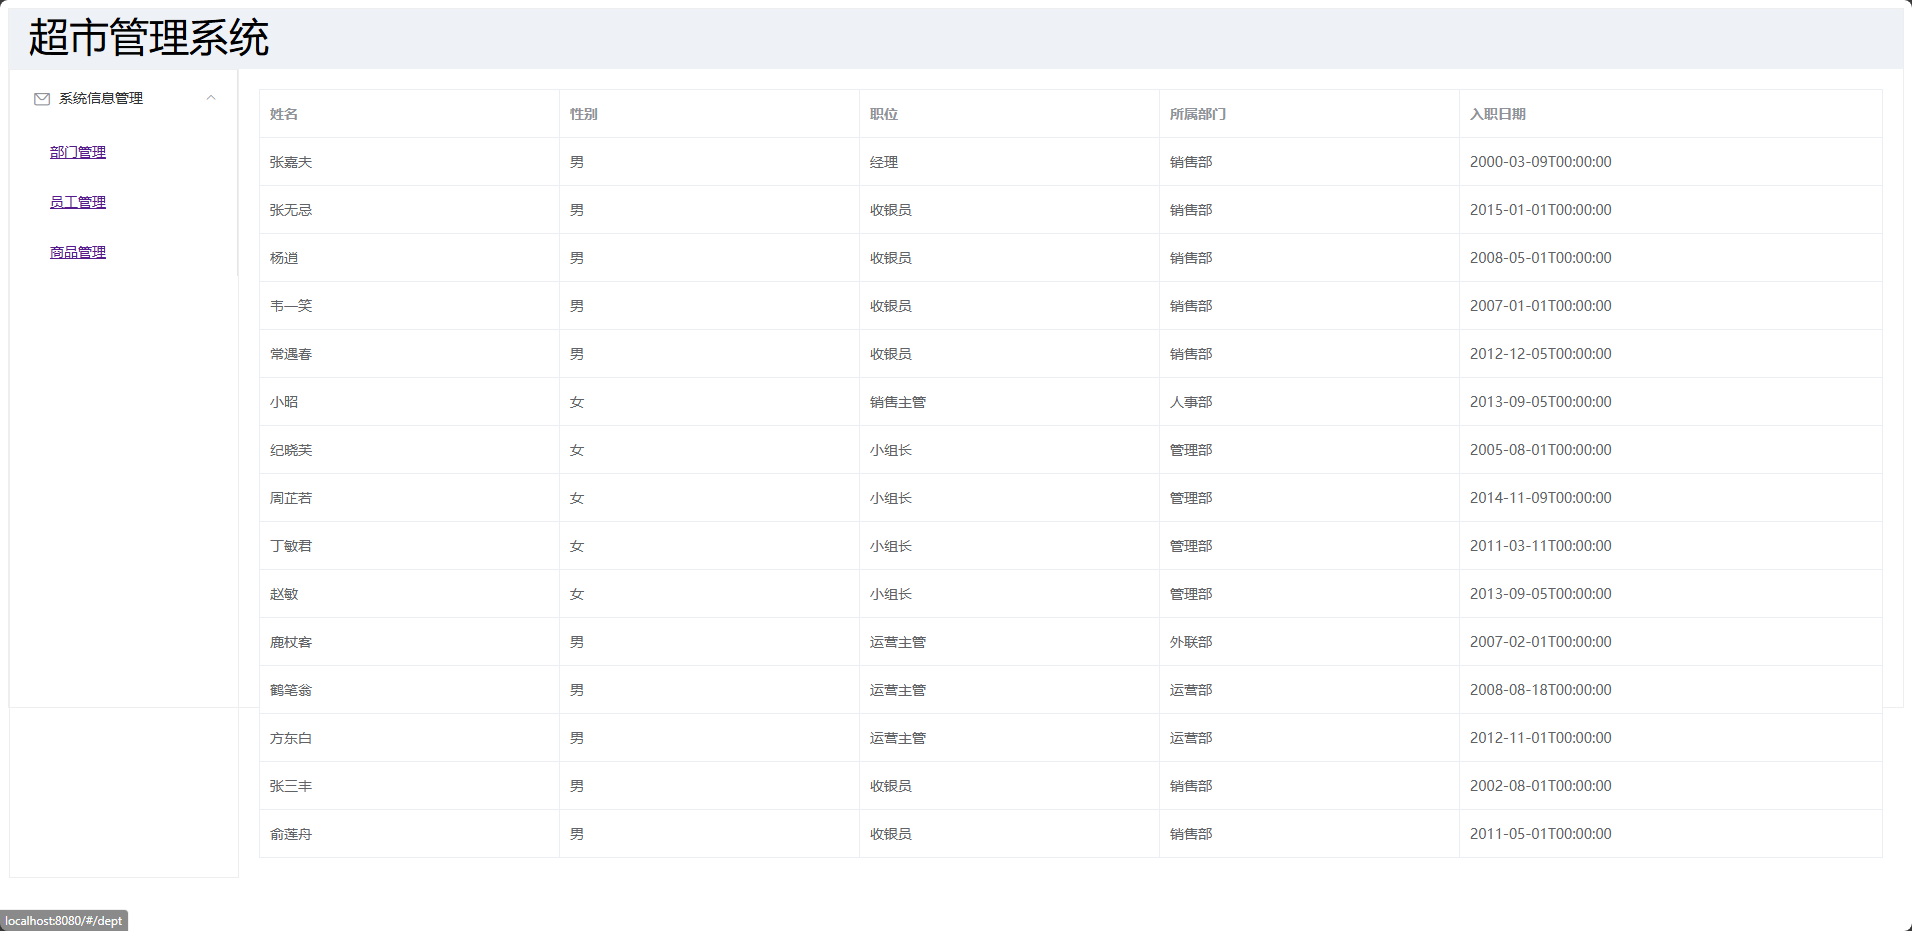 超市管理系统
系统信息管理
部门管理
员工管理
商品管理
姓名 性别 职位 所属部门 入职日期
张嘉夫 男 经理 销售部 2000-03-09T00:00:00
张无忌 男 收银员 销售部 2015-01-01T00:00:00
杨逍 男 收银员 销售部 2008-05-01T00:00:00
韦一笑 男 收银员 销售部 2007-01-01T00:00:00
常遇春 男 收银员 销售部 2012-12-05T00:00:00
小昭 女 销售主管 人事部 2013-09-05T00:00:00
纪晓芙 女 小组长 管理部 2005-08-01T00:00:00
周芷若 女 小组长 管理部 2014-11-09T00:00:00
丁敏君 女 小组长 管理部 2011-03-11T00:00:00
赵敏 女 小组长 管理部 2013-09-05T00:00:00
鹿杖客 男 运营主管 外联部 2007-02-01T00:00:00
鹤笔翁 男 运营主管 运营部 2008-08-18T00:00:00
方东白 男 运营主管 运营部 2012-11-01T00:00:00
张三丰 男 收银员 销售部 2002-08-01T00:00:00
俞莲舟 男 收银员 销售部 2011-05-01T00:00:00
localhost:8080/#/dept